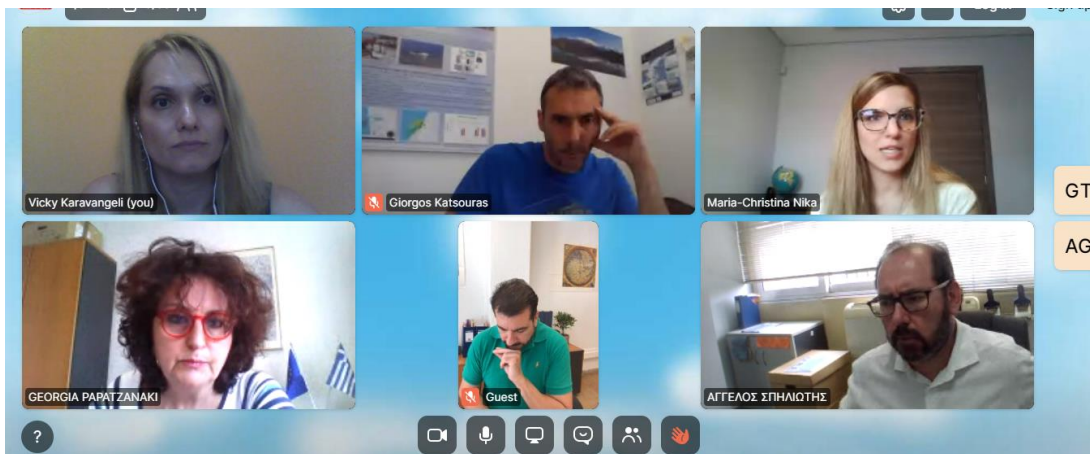 Vicky Karavangeli (you)
Giorgos Katsouras
Maria-Christina Nika
GT
AG
GEORGIA PAPATZANAKI
Guest
ΑΓΓΕΛΟΣ ΣΠΗΛΙΩΤΗΣ
?